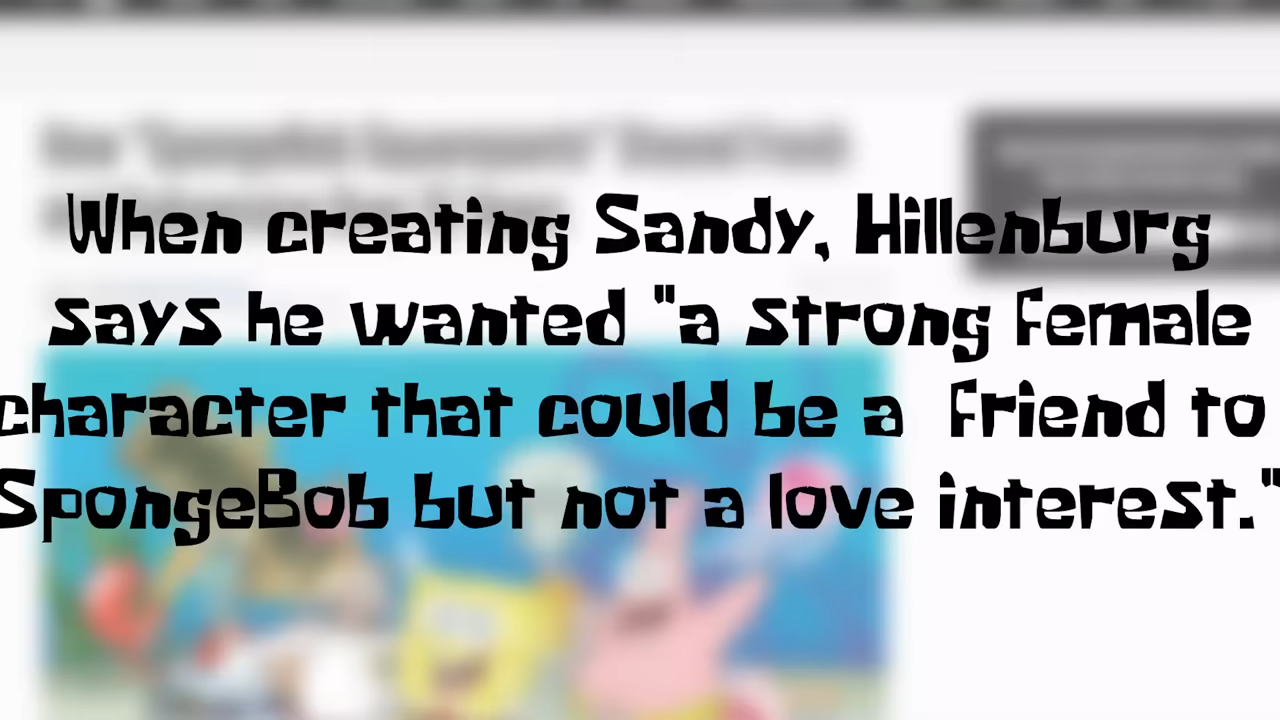 When creating Sandy, Hillenburg
says he wanted "a strong female
character that could be a friend to
SpongeBob but not a love interest."